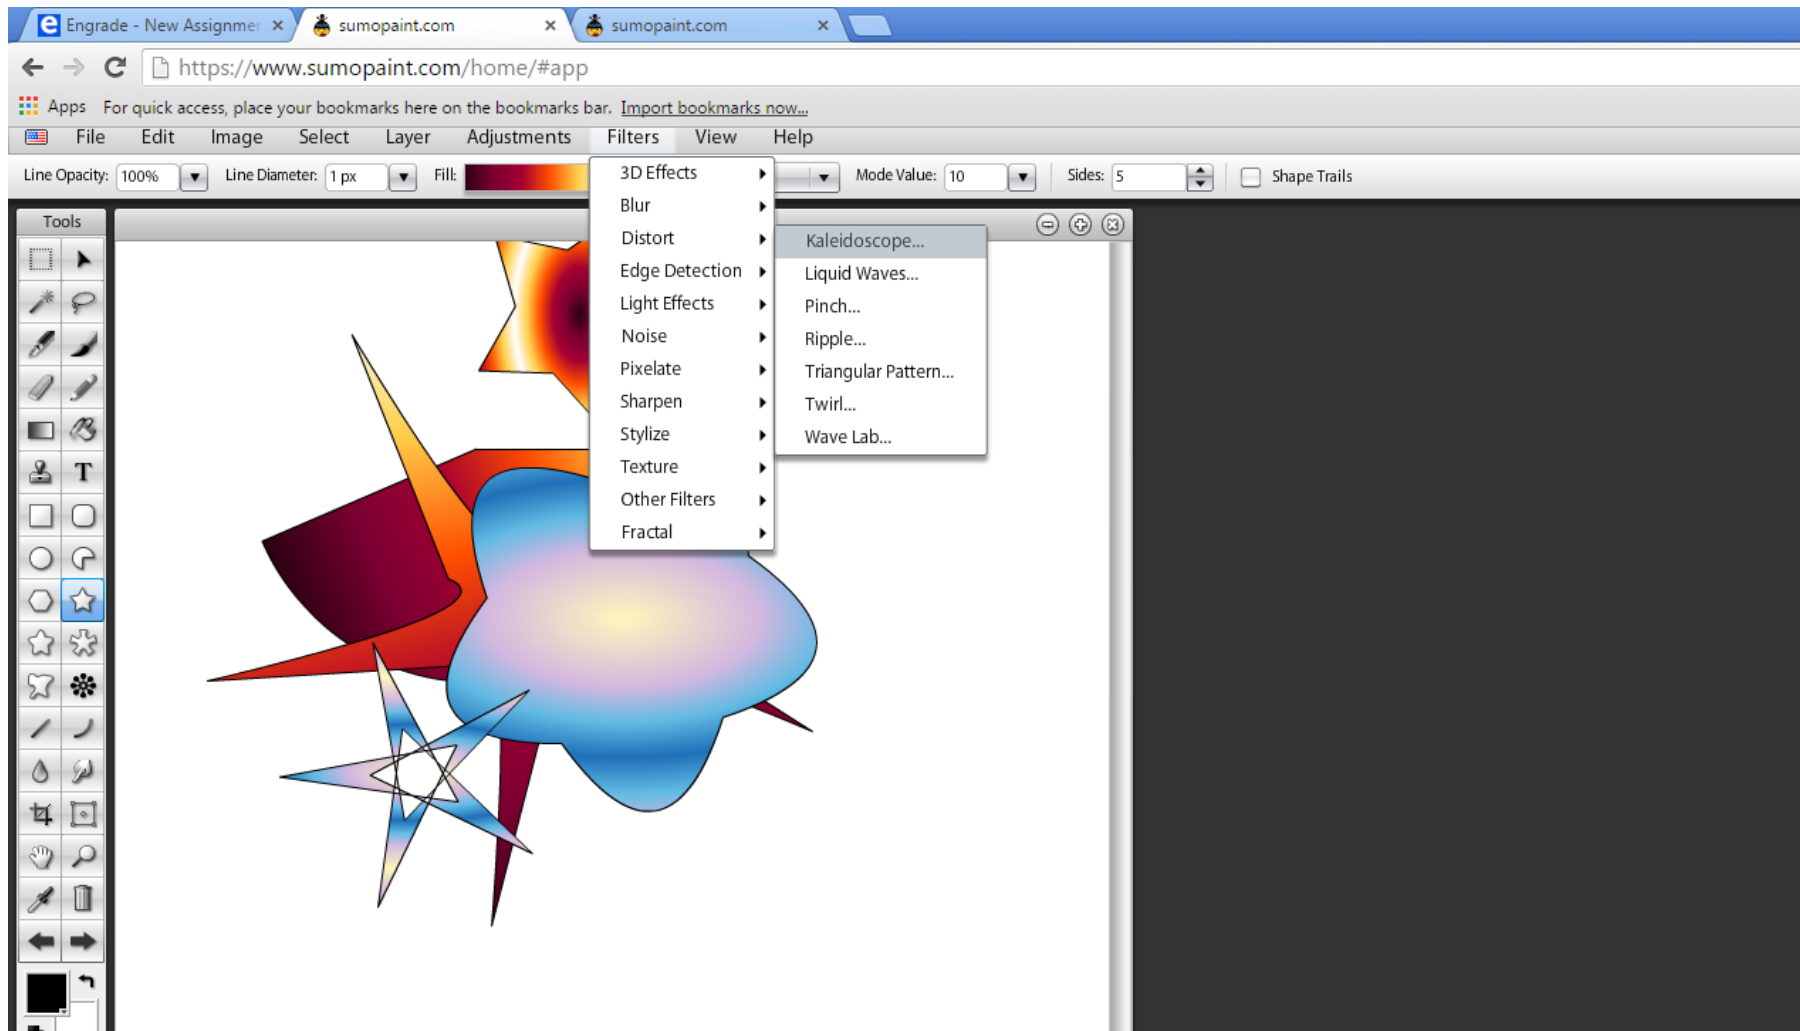 Engrade - New Assignmer
sumopaint.com
sumopaint.com
https://www.sumopaint.com/home/#app
Apps For quick access, place your bookmarks here on the bookmarks bar. Import bookmarks now...
File Edit Image Select Layer Adjustments Filters View Help
Line Opacity: 100% Line Diameter: 1 px Fill: Mode Value: 10 Sides: 5 Shape Trails
Tools
3D Effects
Blur
Distort
Edge Detection
Light Effects
Noise
Pixelate
Sharpen
Stylize
Texture
Other Filters
Fractal
Kaleidoscope...
Liquid Waves...
Pinch...
Ripple...
Triangular Pattern...
Twirl...
Wave Lab...
T